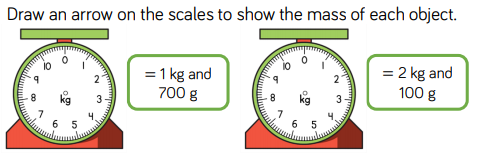 Draw an arrow on the scales to show the mass of each object.
0
10 1
9 2
8 kg 3
7 4
6 5
= 1 kg and
700 g
0
10 1
9 2
8 kg 3
7 4
6 5
= 2 kg and
100 g